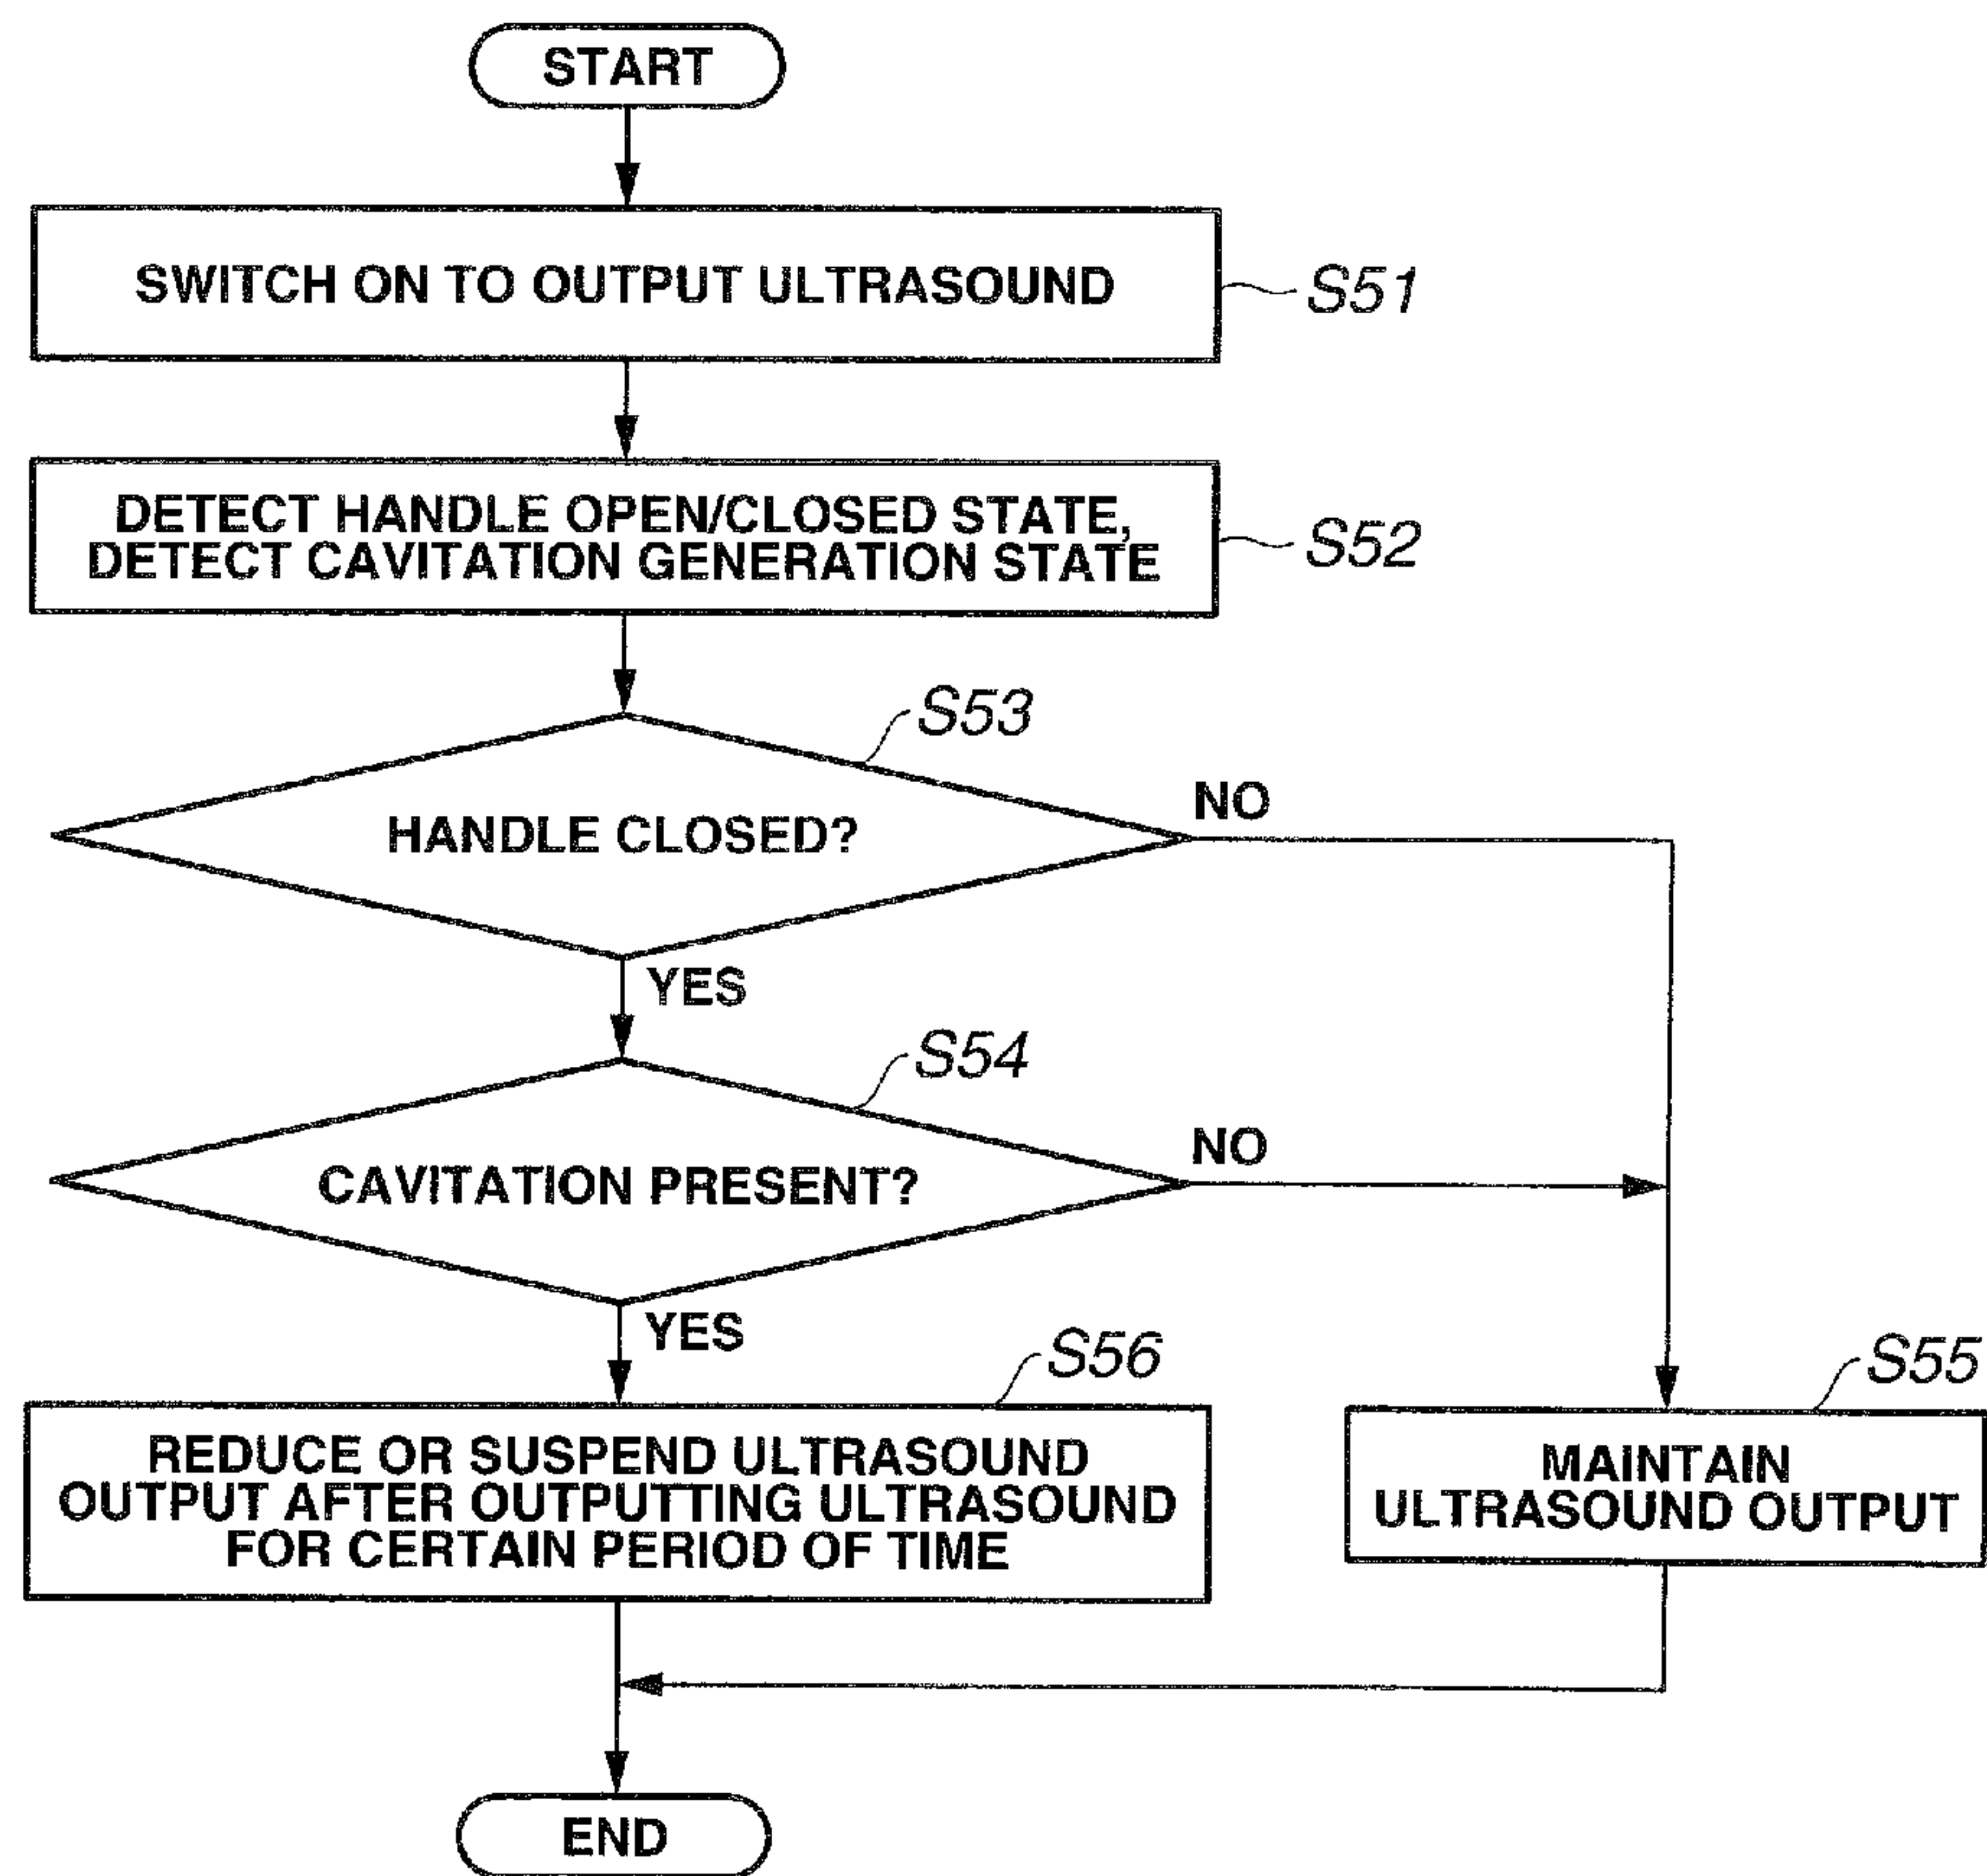 START
SWITCH ON TO OUTPUT ULTRASOUND
S51
DETECT HANDLE OPEN/CLOSED STATE,
DETECT CAVITATION GENERATION STATE
S52
S53
HANDLE CLOSED?
NO
YES
S54
CAVITATION PRESENT?
NO
YES
S56
REDUCE OR SUSPEND ULTRASOUND
OUTPUT AFTER OUTPUTTING ULTRASOUND
FOR CERTAIN PERIOD OF TIME
S55
MAINTAIN
ULTRASOUND OUTPUT
END